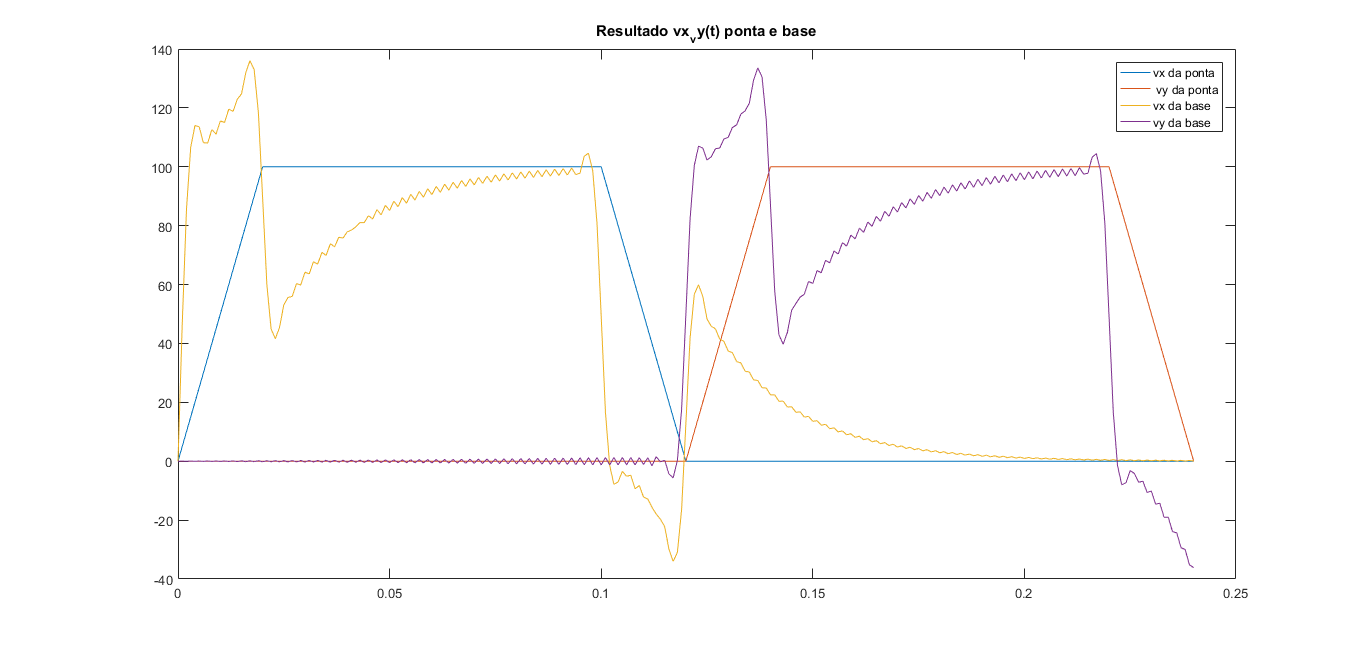 Resultado vx_vy(t) ponta e base
140
120
100
80
60
40
20
0
-20
-40
0 0.05 0.1 0.15 0.2 0.25
vx da ponta
vy da ponta
vx da base
vy da base